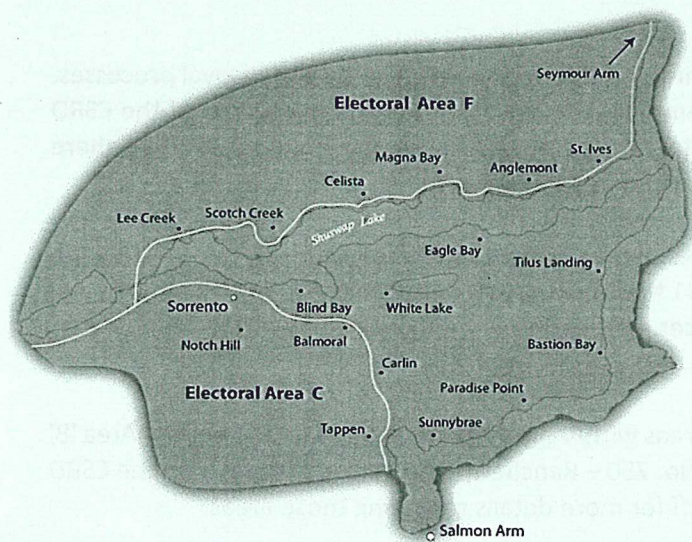 Seymour Arm
Electoral Area F
St. Ives
Magna Bay
Anglemont
Celista
Lee Creek
Scotch Creek
Shuswap Lake
Eagle Bay
Tilus Landing
Sorrento
Blind Bay
White Lake
Notch Hill
Balmoral
Bastion Bay
Carlin
Electoral Area C
Paradise Point
Tappen
Sunnybrae
Salmon Arm